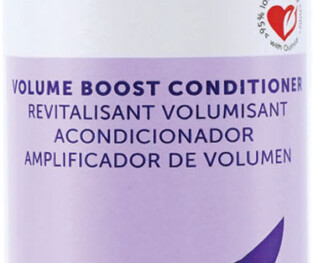 VOLUME BOOST CONDITIONER
REVITALISANT VOLUMISANT
ACONDICIONADOR
AMPLIFICADOR DE VOLUMEN